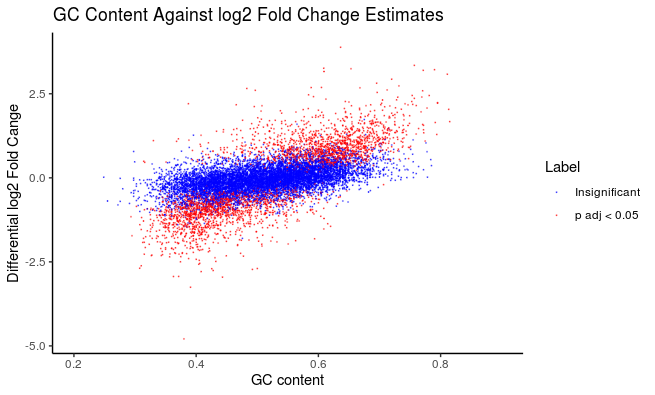 GC Content Against log2 Fold Change Estimates
Differential log2 Fold Cange
2.5
0.0
-2.5
-5.0
0.2 0.4 0.6 0.8
GC content
Label
Insignificant
p adj < 0.05